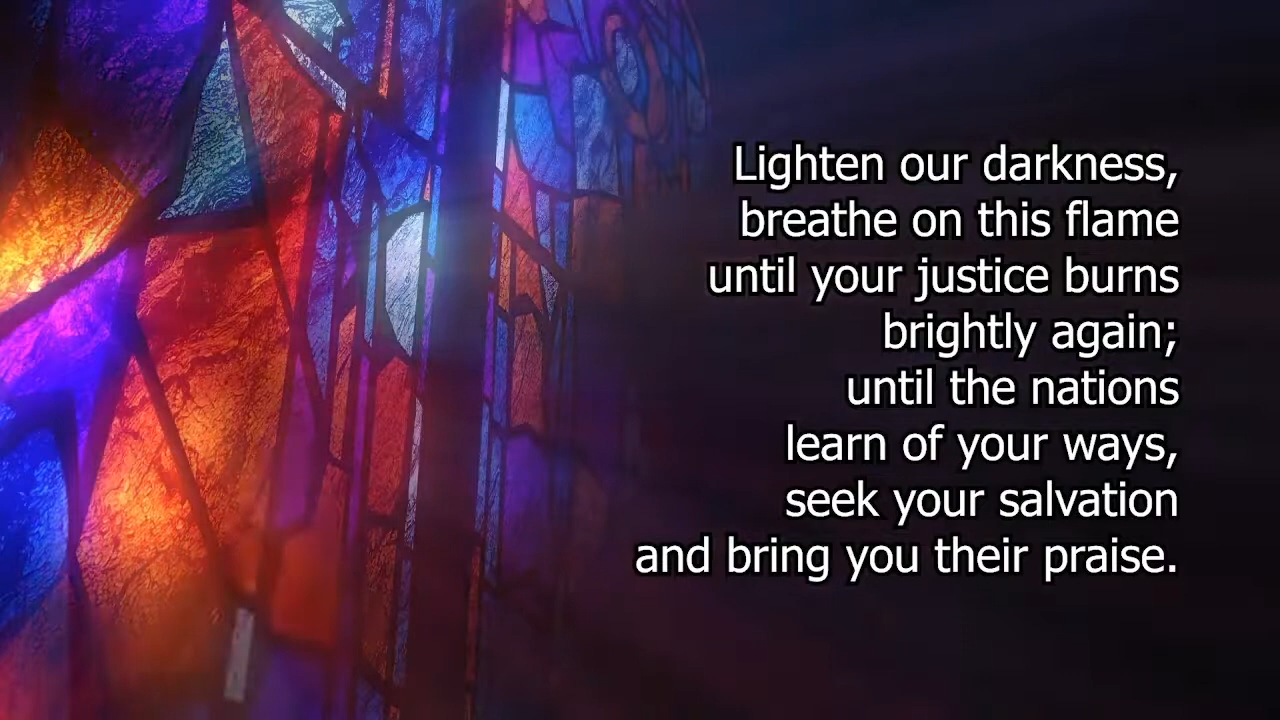 Lighten our darkness,
breathe on this flame
until your justice burns
brightly again;
until the nations
learn of your ways,
seek your salvation
and bring you their praise.